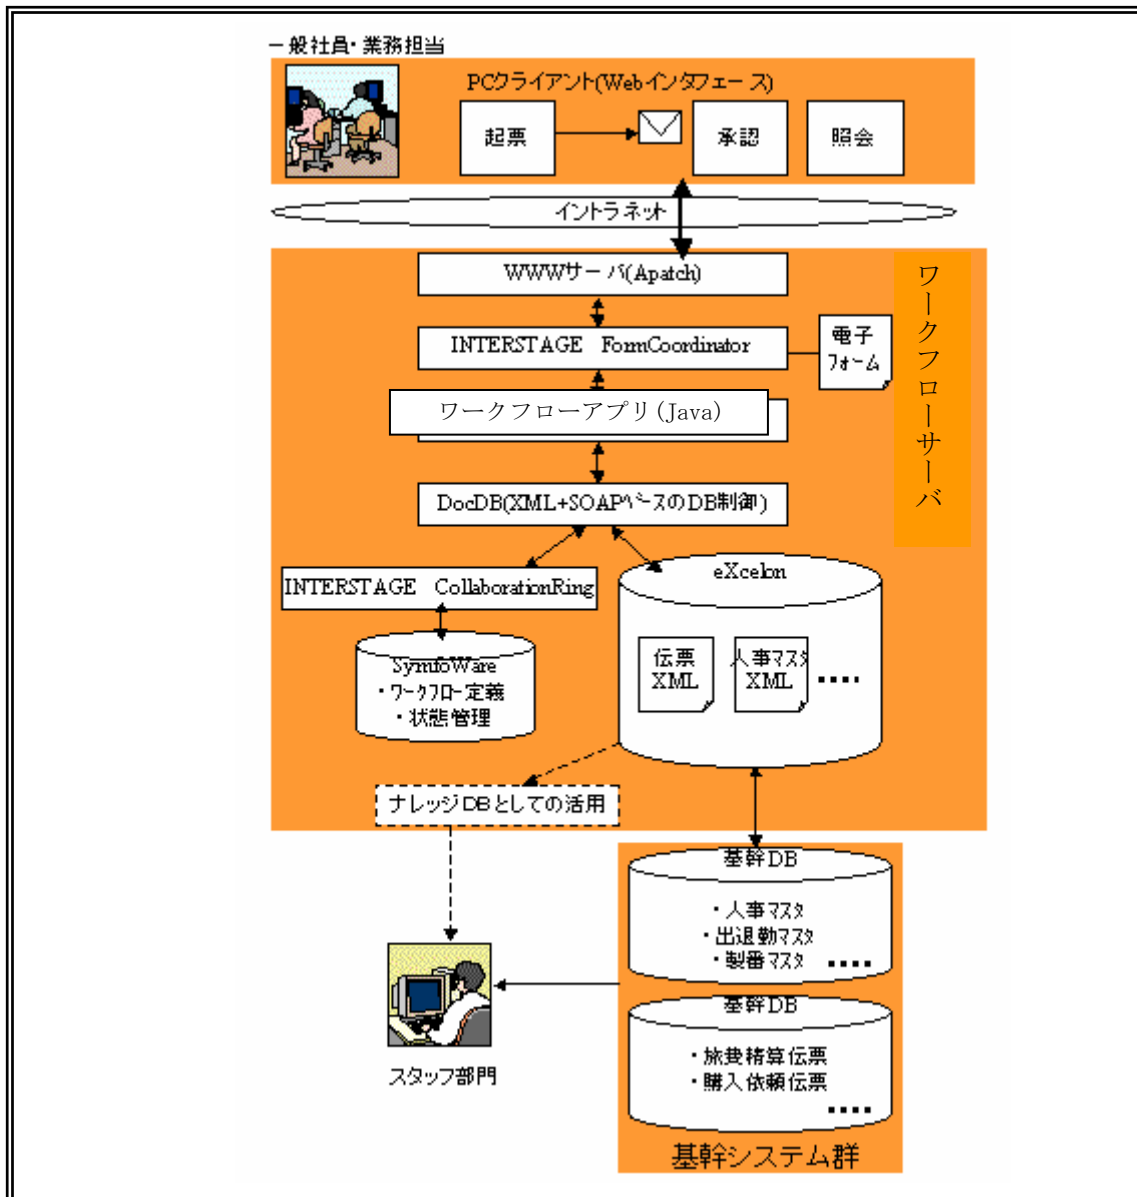 一般社員・業務担当
PCクライアント(Webインタフェース)
起票
承認
照会
イントラネット
WWWサーバ(Apatch)
ワークフローサーバ
INTERSTAGE FormCoordinator
電子
フォーム
ワークフローアプリ(Java)
DocDB(XML+SOAPベースのDB制御)
INTERSTAGE CollaborationRing
eXcelon
伝票
XML
人事マスタ
XML
....
SymfoWare
・ワークフロー定義
・状態管理
ナレッジDBとしての活用
基幹DB
・人事マスタ
・出退勤マスタ
・製番マスタ ....
基幹DB
・旅費精算伝票
・購入依頼伝票
....
スタッフ部門
基幹システム群